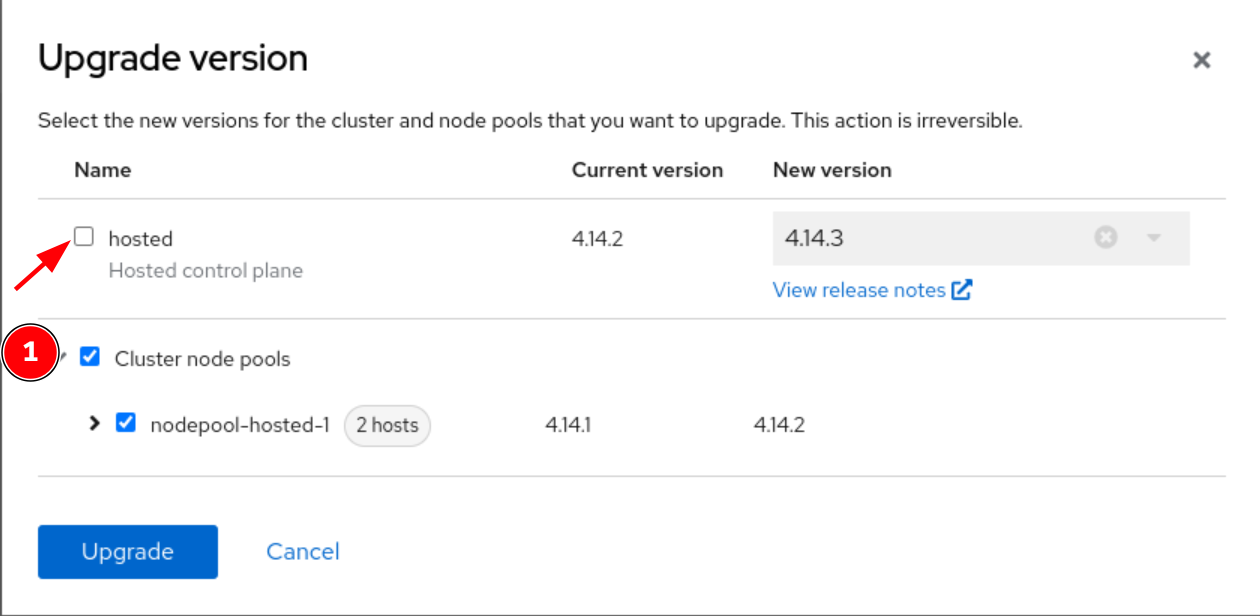 Upgrade version
Select the new versions for the cluster and node pools that you want to upgrade. This action is irreversible.
Name Current version New version
hosted 4.14.2 4.14.3
Hosted control plane
View release notes
1
Cluster node pools
nodepool-hosted-1 2 hosts 4.14.1 4.14.2
Upgrade Cancel